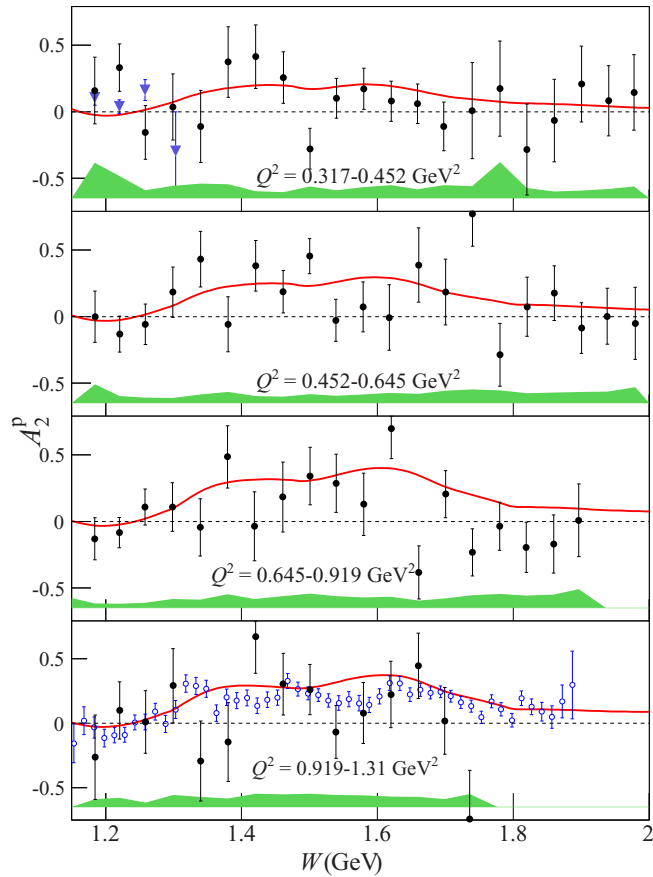 0.5
0
-0.5
Q² = 0.317-0.452 GeV²
0.5
0
-0.5
Q² = 0.452-0.645 GeV²
A₂ᵖ
0.5
0
-0.5
Q² = 0.645-0.919 GeV²
0.5
0
-0.5
Q² = 0.919-1.31 GeV²
1.2 1.4 1.6 1.8 2
W(GeV)